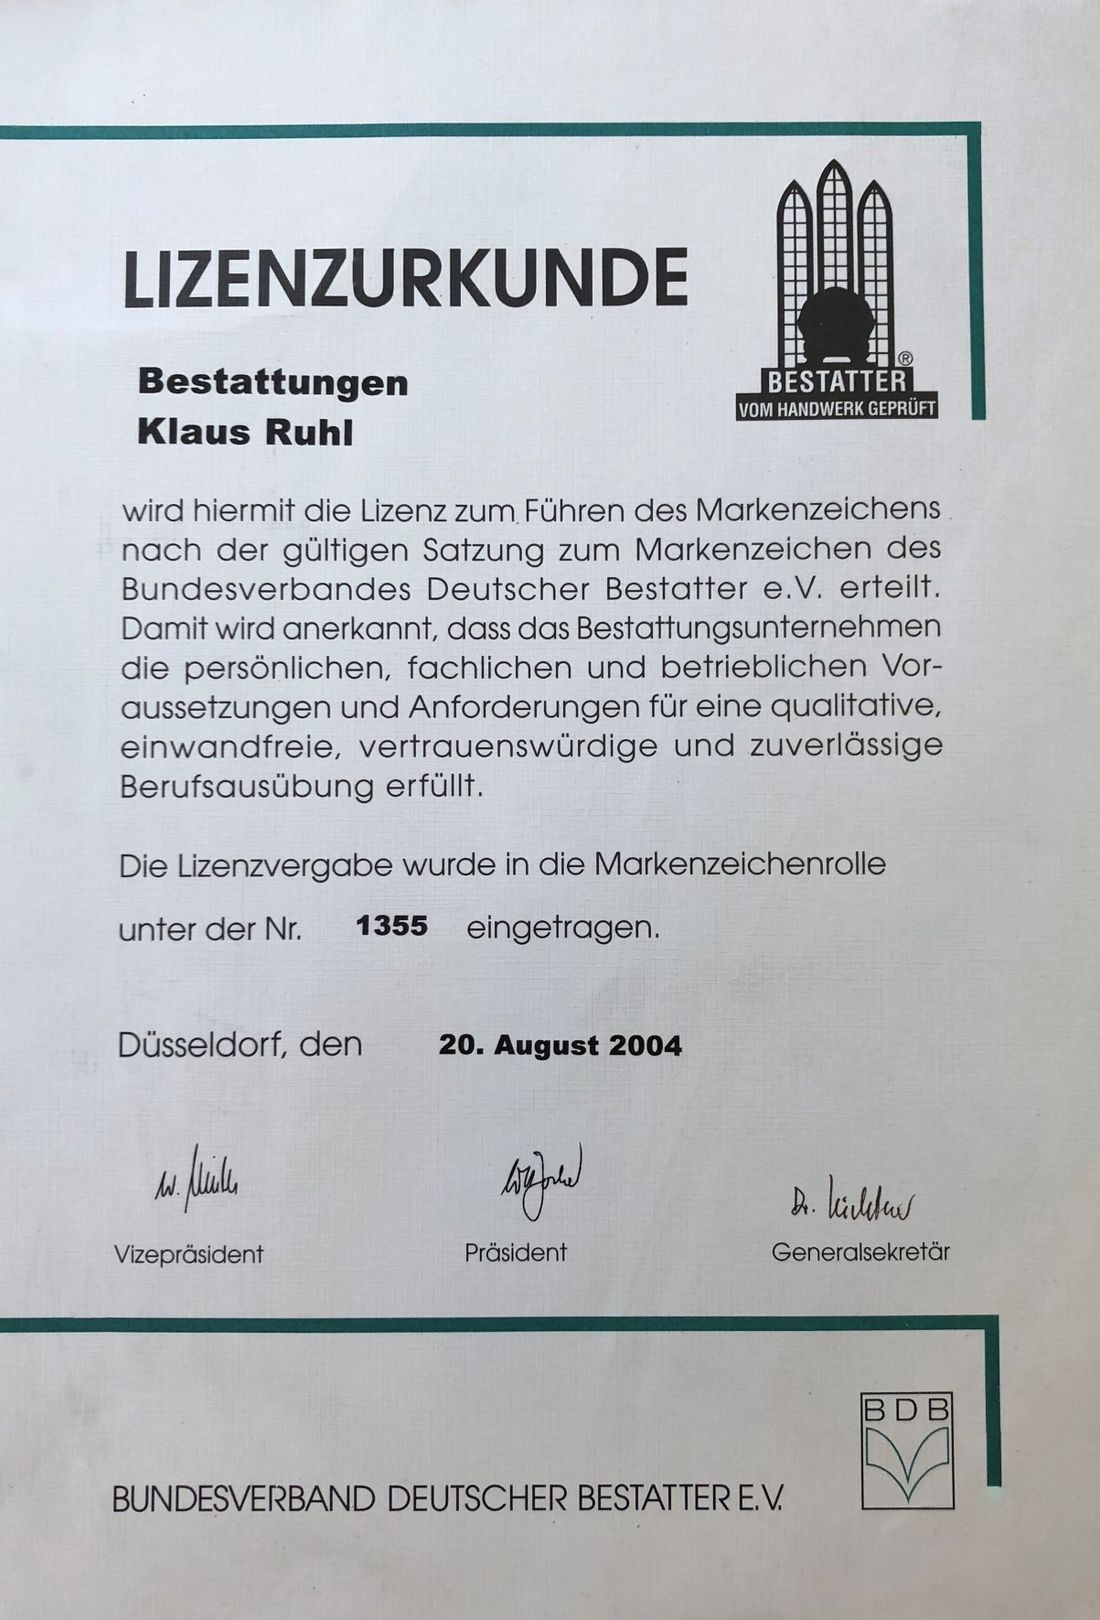 LIZENZURKUNDE
®
BESTATTER
VOM HANDWERK GEPRÜFT
Bestattungen
Klaus Ruhl
wird hiermit die Lizenz zum Führen des Markenzeichens
nach der gültigen Satzung zum Markenzeichen des
Bundesverbandes Deutscher Bestatter e.V. erteilt.
Damit wird anerkannt, dass das Bestattungsunternehmen
die persönlichen, fachlichen und betrieblichen Vor-
aussetzungen und Anforderungen für eine qualitative,
einwandfreie, vertrauenswürdige und zuverlässige
Berufsausübung erfüllt.
Die Lizenzvergabe wurde in die Markenzeichenrolle
unter der Nr. 1355 eingetragen.
Düsseldorf, den 20. August 2004
Vizepräsident Präsident Generalsekretär
BDB
BUNDESVERBAND DEUTSCHER BESTATTER E.V.